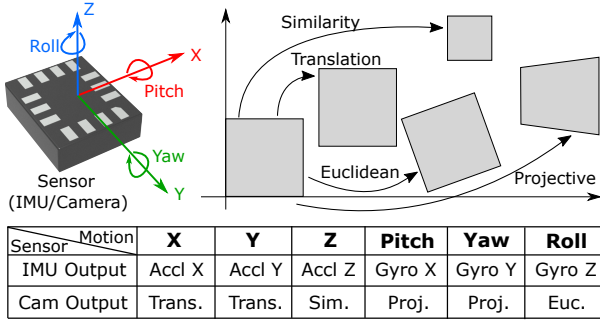 Z
Roll
X
Pitch
Yaw
Y
Sensor
(IMU/Camera)
Similarity
Translation
Euclidean
Projective
Sensor Motion X Y Z Pitch Yaw Roll
IMU Output Accl X Accl Y Accl Z Gyro X Gyro Y Gyro Z
Cam Output Trans. Trans. Sim. Proj. Proj. Euc.